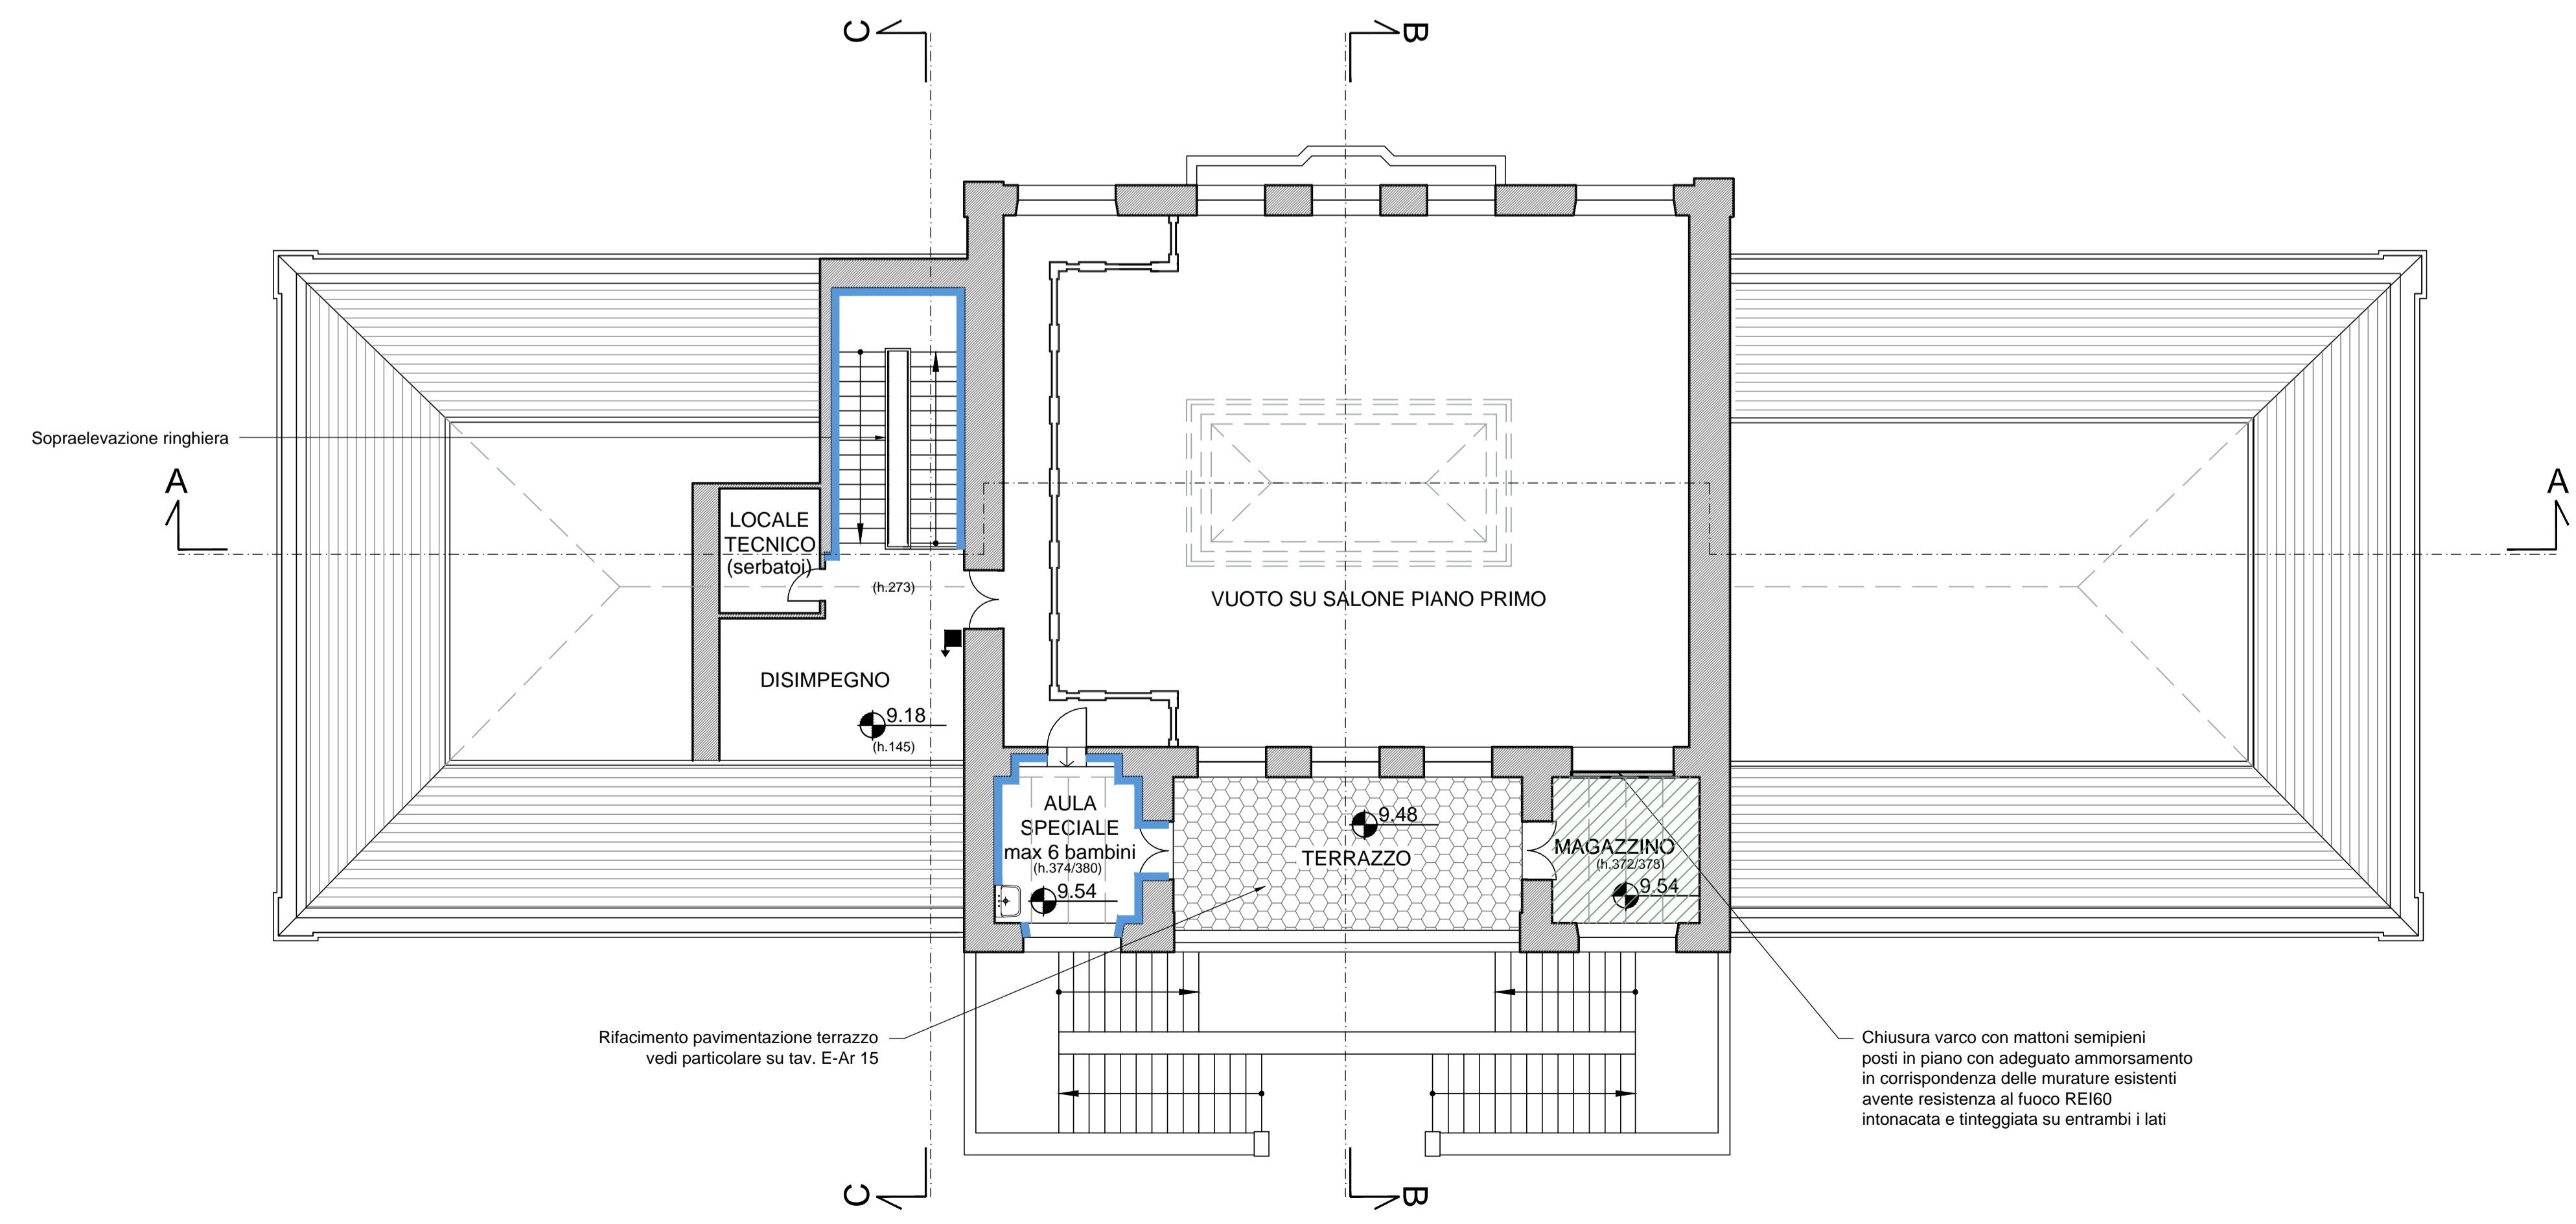 C
B
Sopraelevazione ringhiera
A
A
LOCALE
TECNICO
(serbatoi)
(h.273)
VUOTO SU SALONE PIANO PRIMO
DISIMPEGNO
9.18
(h.145)
AULA
SPECIALE
max 6 bambini
(h.374/380)
9.54
9.48
TERRAZZO
MAGAZZINO
(h.372/378)
9.54
Rifacimento pavimentazione terrazzo
vedi particolare su tav. E-Ar 15
Chiusura varco con mattoni semipieni
posti in piano con adeguato ammorsamento
in corrispondenza delle murature esistenti
avente resistenza al fuoco REI60
intonacata e tinteggiata su entrambi i lati
C
B